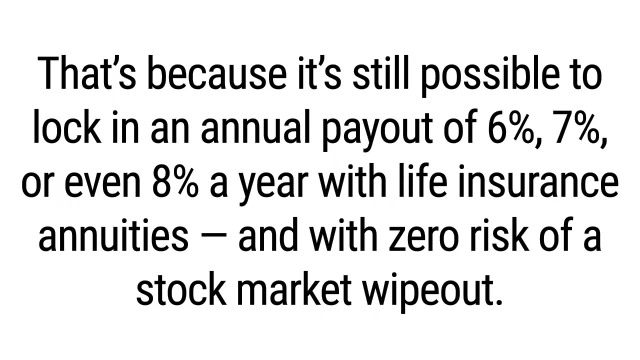 That’s because it’s still possible to
lock in an annual payout of 6%, 7%,
or even 8% a year with life insurance
annuities — and with zero risk of a
stock market wipeout.